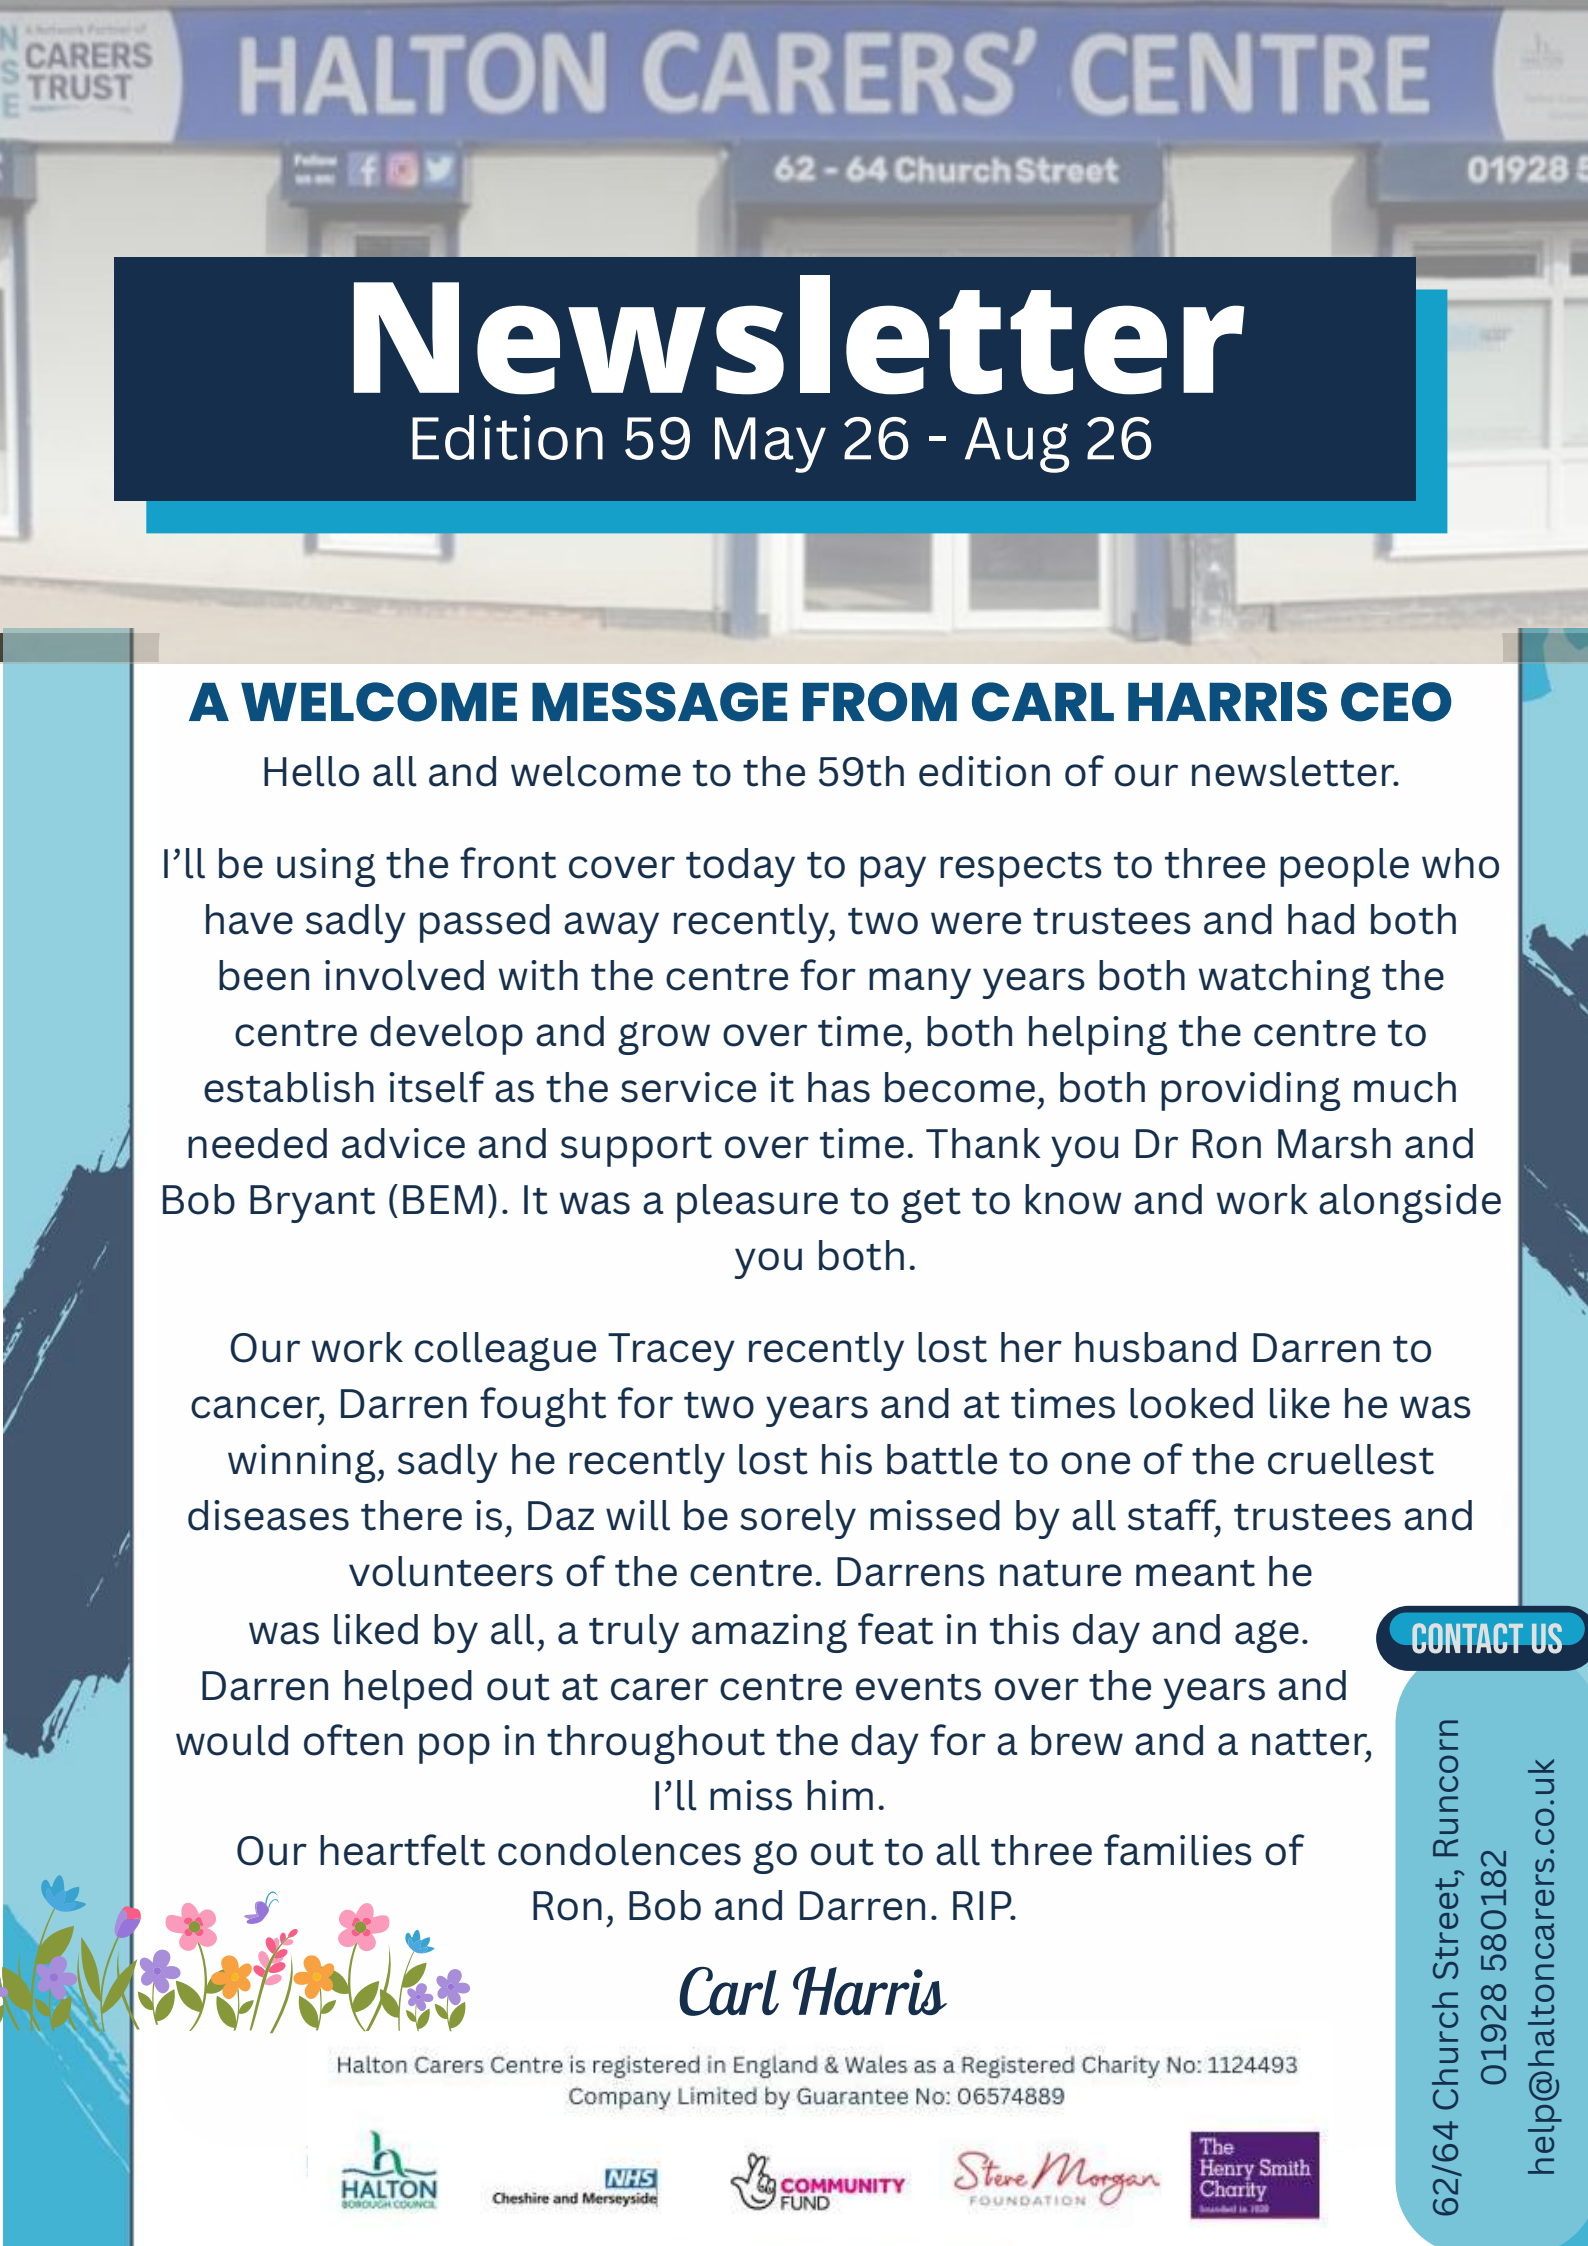 A Network Partner of
CARERS
TRUST
HALTON CARERS' CENTRE
Follow
us on:
62 - 64 Church Street
01928 5
Newsletter
Edition 59 May 26 - Aug 26
A WELCOME MESSAGE FROM CARL HARRIS CEO
Hello all and welcome to the 59th edition of our newsletter.
I'll be using the front cover today to pay respects to three people who
have sadly passed away recently, two were trustees and had both
been involved with the centre for many years both watching the
centre develop and grow over time, both helping the centre to
establish itself as the service it has become, both providing much
needed advice and support over time. Thank you Dr Ron Marsh and
Bob Bryant (BEM). It was a pleasure to get to know and work alongside
you both.
Our work colleague Tracey recently lost her husband Darren to
cancer, Darren fought for two years and at times looked like he was
winning, sadly he recently lost his battle to one of the cruellest
diseases there is, Daz will be sorely missed by all staff, trustees and
volunteers of the centre. Darrens nature meant he
was liked by all, a truly amazing feat in this day and age.
Darren helped out at carer centre events over the years and
would often pop in throughout the day for a brew and a natter,
I'll miss him.
Our heartfelt condolences go out to all three families of
Ron, Bob and Darren. RIP.
Carl Harris
CONTACT US
62/64 Church Street, Runcorn
01928 580182
help@haltoncarers.co.uk
Halton Carers Centre is registered in England & Wales as a Registered Charity No: 1124493
Company Limited by Guarantee No: 06574889
HALTON
BOROUGH COUNCIL
NHS
Cheshire and Merseyside
COMMUNITY
FUND
Steve Morgan
FOUNDATION
The
Henry Smith
Charity
founded in 1628